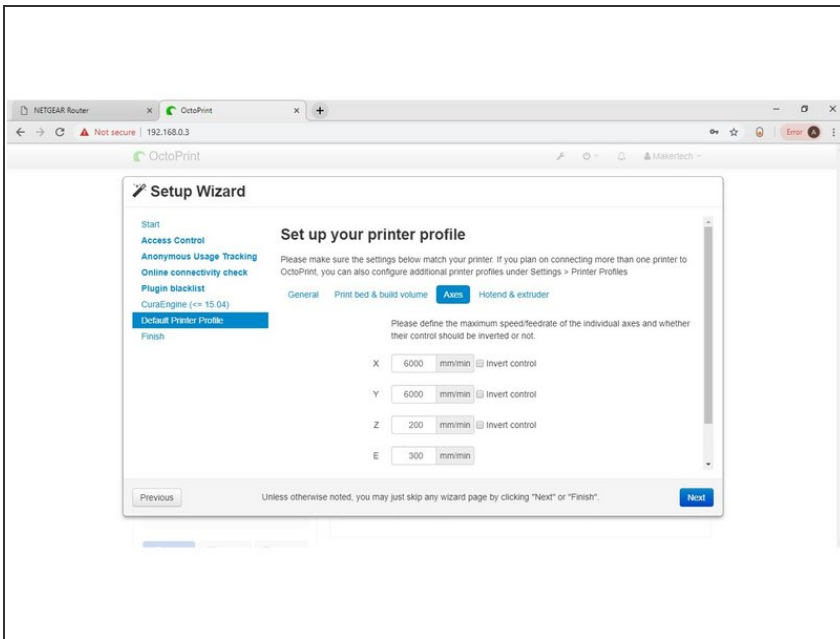 NETGEAR Router
OctoPrint
Not secure | 192.168.0.3
Error A
OctoPrint
Makertech
Setup Wizard
Start
Access Control
Anonymous Usage Tracking
Online connectivity check
Plugin blacklist
CuraEngine (<= 15.04)
Default Printer Profile
Finish
Set up your printer profile
Please make sure the settings below match your printer. If you plan on connecting more than one printer to
OctoPrint, you can also configure additional printer profiles under Settings > Printer Profiles
General Print bed & build volume Axes Hotend & extruder
Please define the maximum speed/feedrate of the individual axes and whether
their control should be inverted or not.
X 6000 mm/min Invert control
Y 6000 mm/min Invert control
Z 200 mm/min Invert control
E 300 mm/min
Previous
Unless otherwise noted, you may just skip any wizard page by clicking "Next" or "Finish".
Next